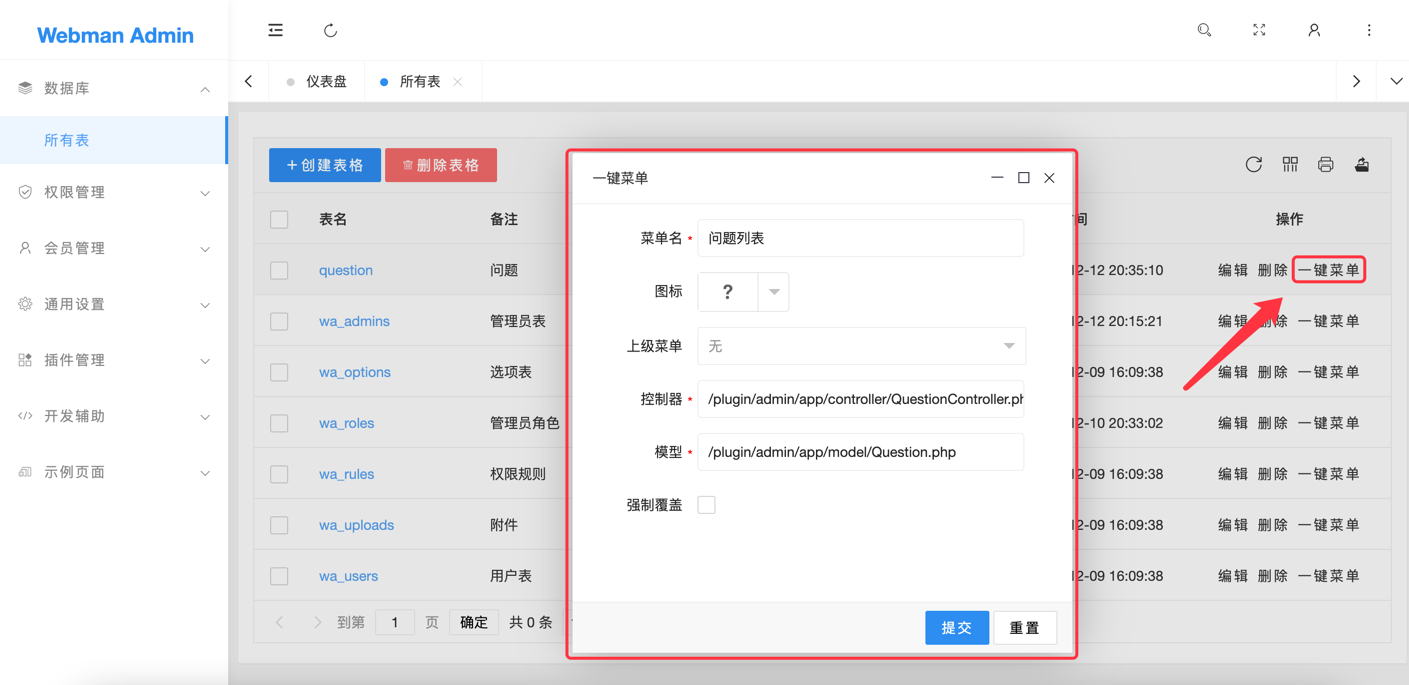 Webman Admin
数据库
所有表
权限管理
会员管理
通用设置
插件管理
开发辅助
示例页面
仪表盘
所有表
+创建表格
删除表格
表名
备注
间
操作
question
问题
12-12 20:35:10
编辑 删除 一键菜单
wa_admins
管理员表
12-12 20:15:21
编辑 删除 一键菜单
wa_options
选项表
12-09 16:09:38
编辑 删除 一键菜单
wa_roles
管理员角色
12-10 20:33:02
编辑 删除 一键菜单
wa_rules
权限规则
12-09 16:09:38
编辑 删除 一键菜单
wa_uploads
附件
12-09 16:09:38
编辑 删除 一键菜单
wa_users
用户表
12-09 16:09:38
编辑 删除 一键菜单
到第 1 页 确定 共 0 条
一键菜单
菜单名 * 问题列表
图标 ?
上级菜单 无
控制器 * /plugin/admin/app/controller/QuestionController.ph
模型 * /plugin/admin/app/model/Question.php
强制覆盖
提交 重置